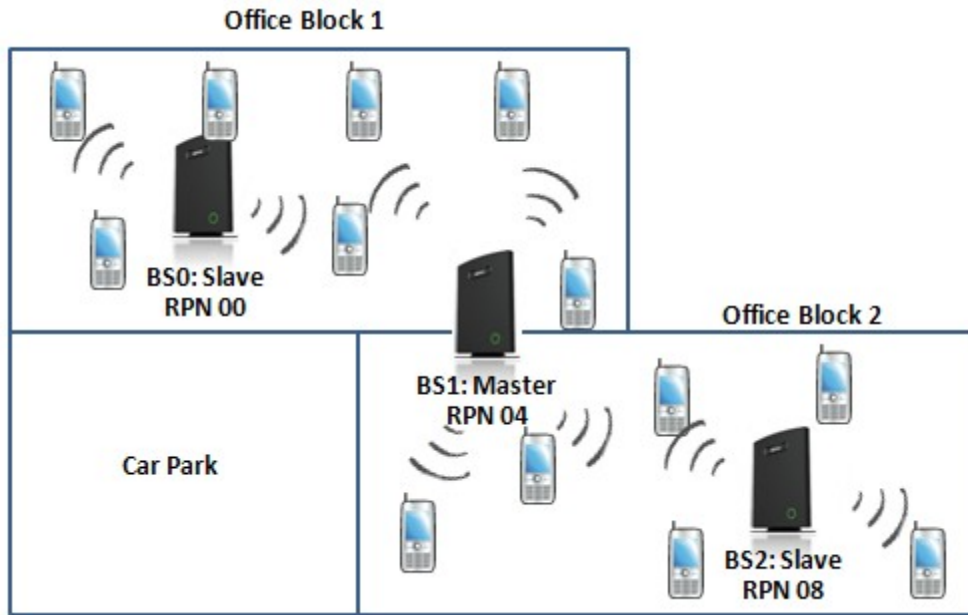 Office Block 1
BS0: Slave
RPN 00
Office Block 2
BS1: Master
RPN 04
Car Park
BS2: Slave
RPN 08